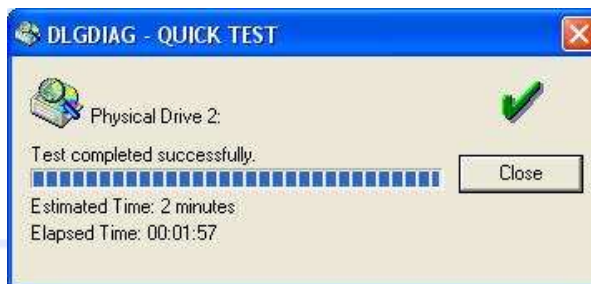 DLGDIAG - QUICK TEST
Physical Drive 2:
Test completed successfully.
Close
Estimated Time: 2 minutes
Elapsed Time: 00:01:57